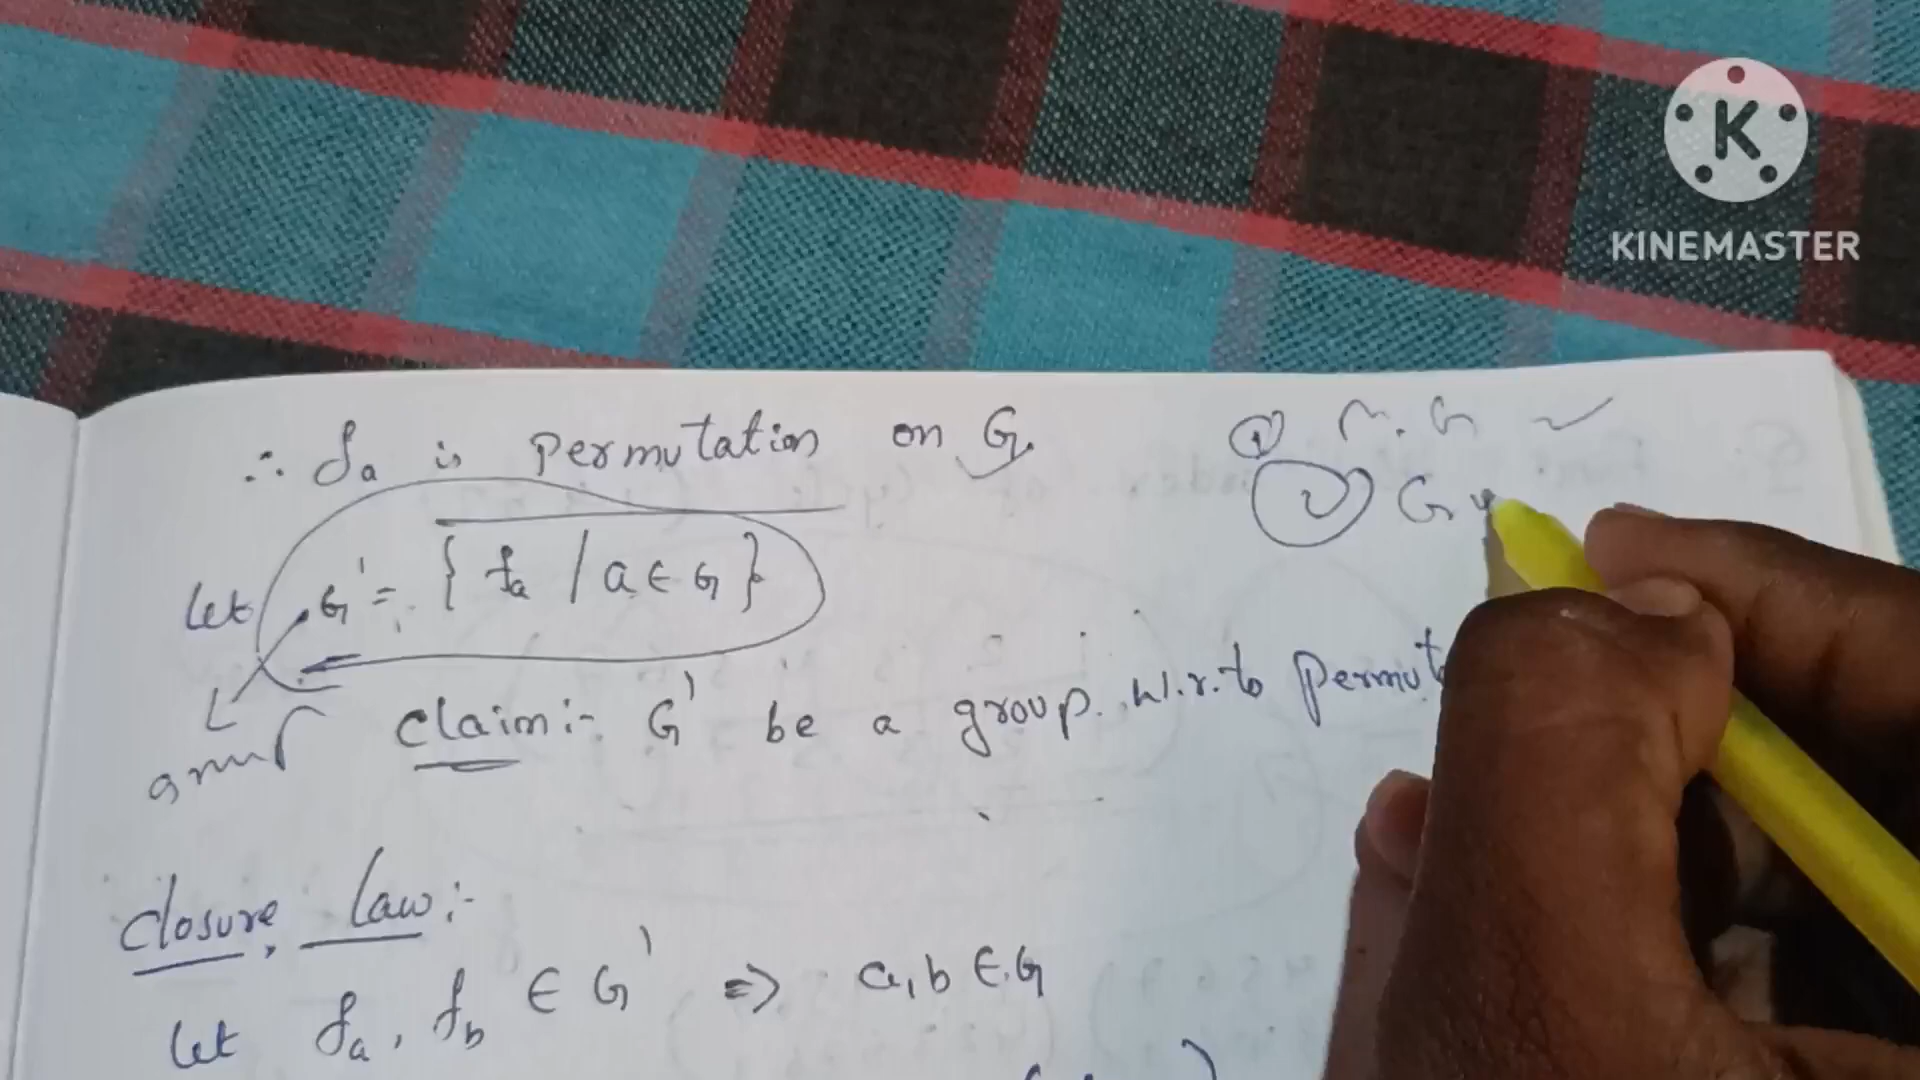 K
KINEMASTER
∴ fa is Permutation on G.
① P.G
② G
Let G' = { fa / a ∈ G }
group
claim:- G' be a group. w.r.to Permut
Closure Law:-
Let fa, fb ∈ G' => a, b ∈ G